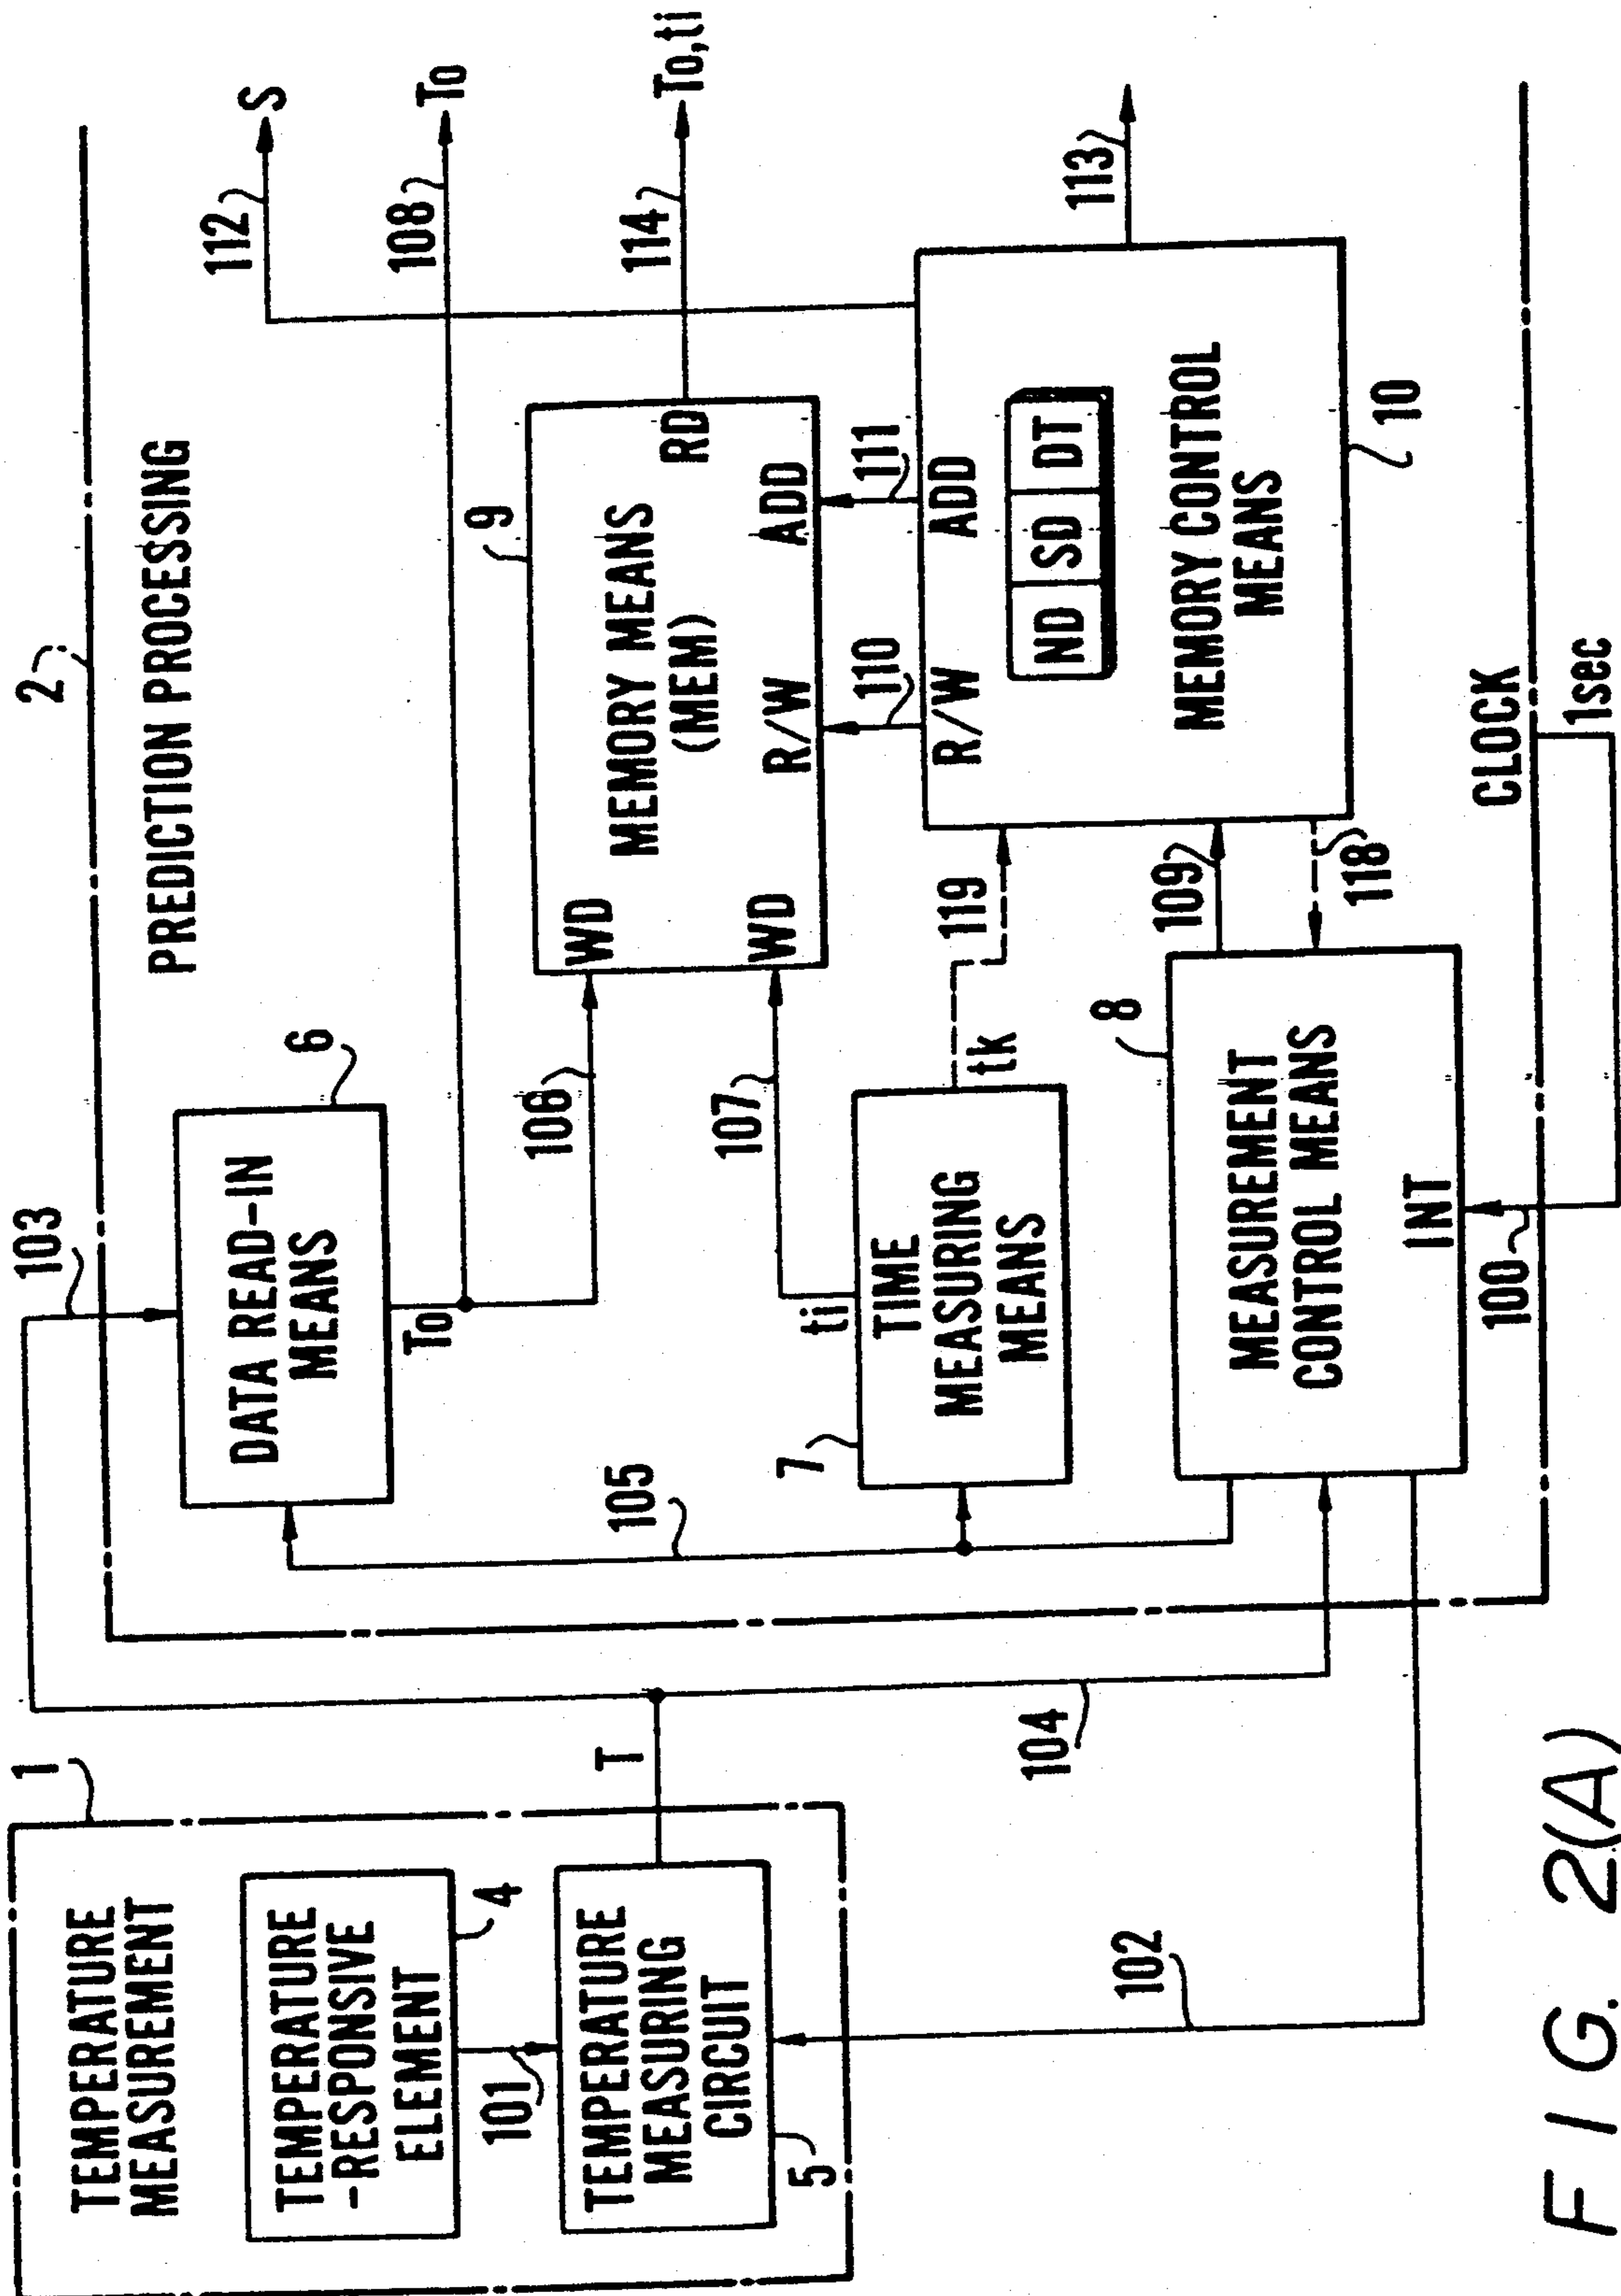 1
TEMPERATURE
MEASUREMENT
TEMPERATURE
-RESPONSIVE
ELEMENT
4
101
TEMPERATURE
MEASURING
CIRCUIT
5
T
102
103
104
2
PREDICTION PROCESSING
DATA READ-IN
MEANS
6
To
105
106
108
To
112
S
7
ti
TIME
MEASURING
MEANS
tk
107
119
WD
WD
MEMORY MEANS
(MEM)
9
RD
R/W
ADD
114
To,ti
110
111
R/W
ADD
ND
SD
DT
MEMORY CONTROL
MEANS
10
113
8
MEASUREMENT
CONTROL MEANS
INT
109
118
100
CLOCK
1sec
FIG. 2(A)